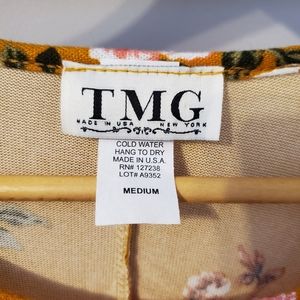 TMG
MADE IN USA NEW YORK
COLD WATER
HANG TO DRY
MADE IN U.S.A.
RN# 127238
LOT# A9352
MEDIUM